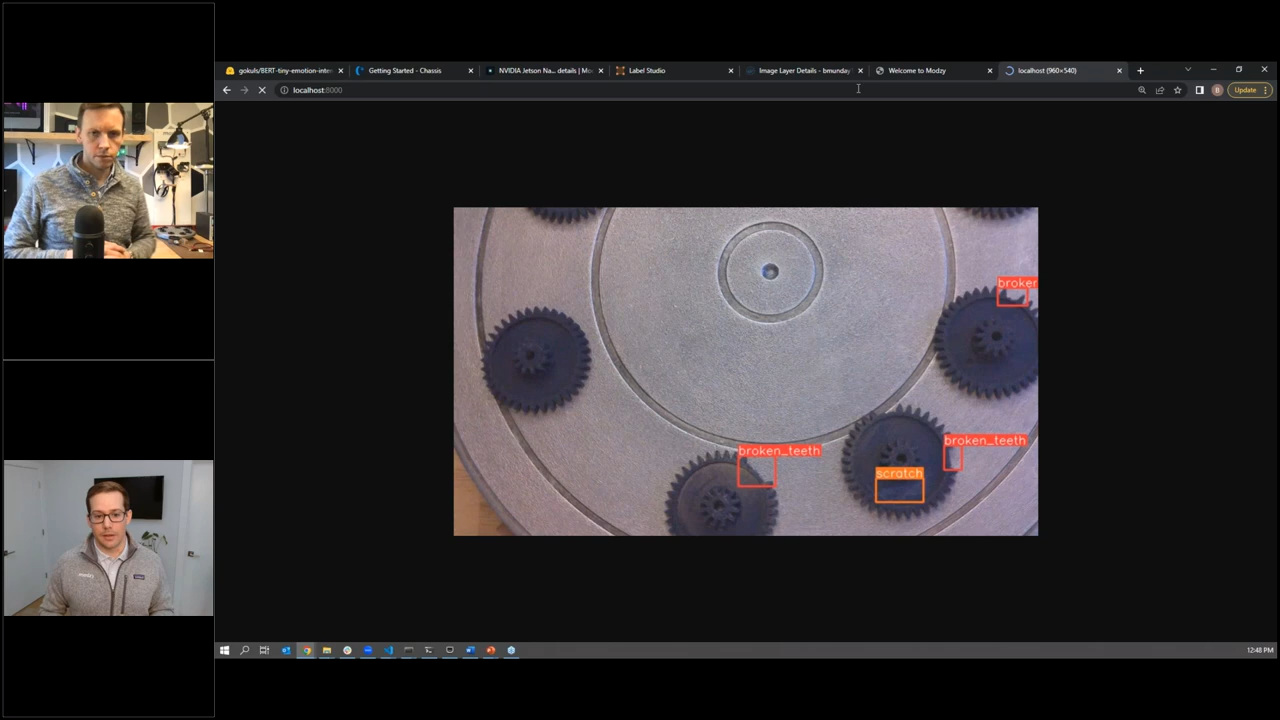 gokuls/BERT-tiny-emotion-inte
Getting Started - Chassis
NVIDIA Jetson Na... details | Mo
Label Studio
Image Layer Details - bmunday
Welcome to Modzy
localhost (960×540)
localhost:8000
B
Update
broken
broken_teeth
broken_teeth
scratch
12:48 PM